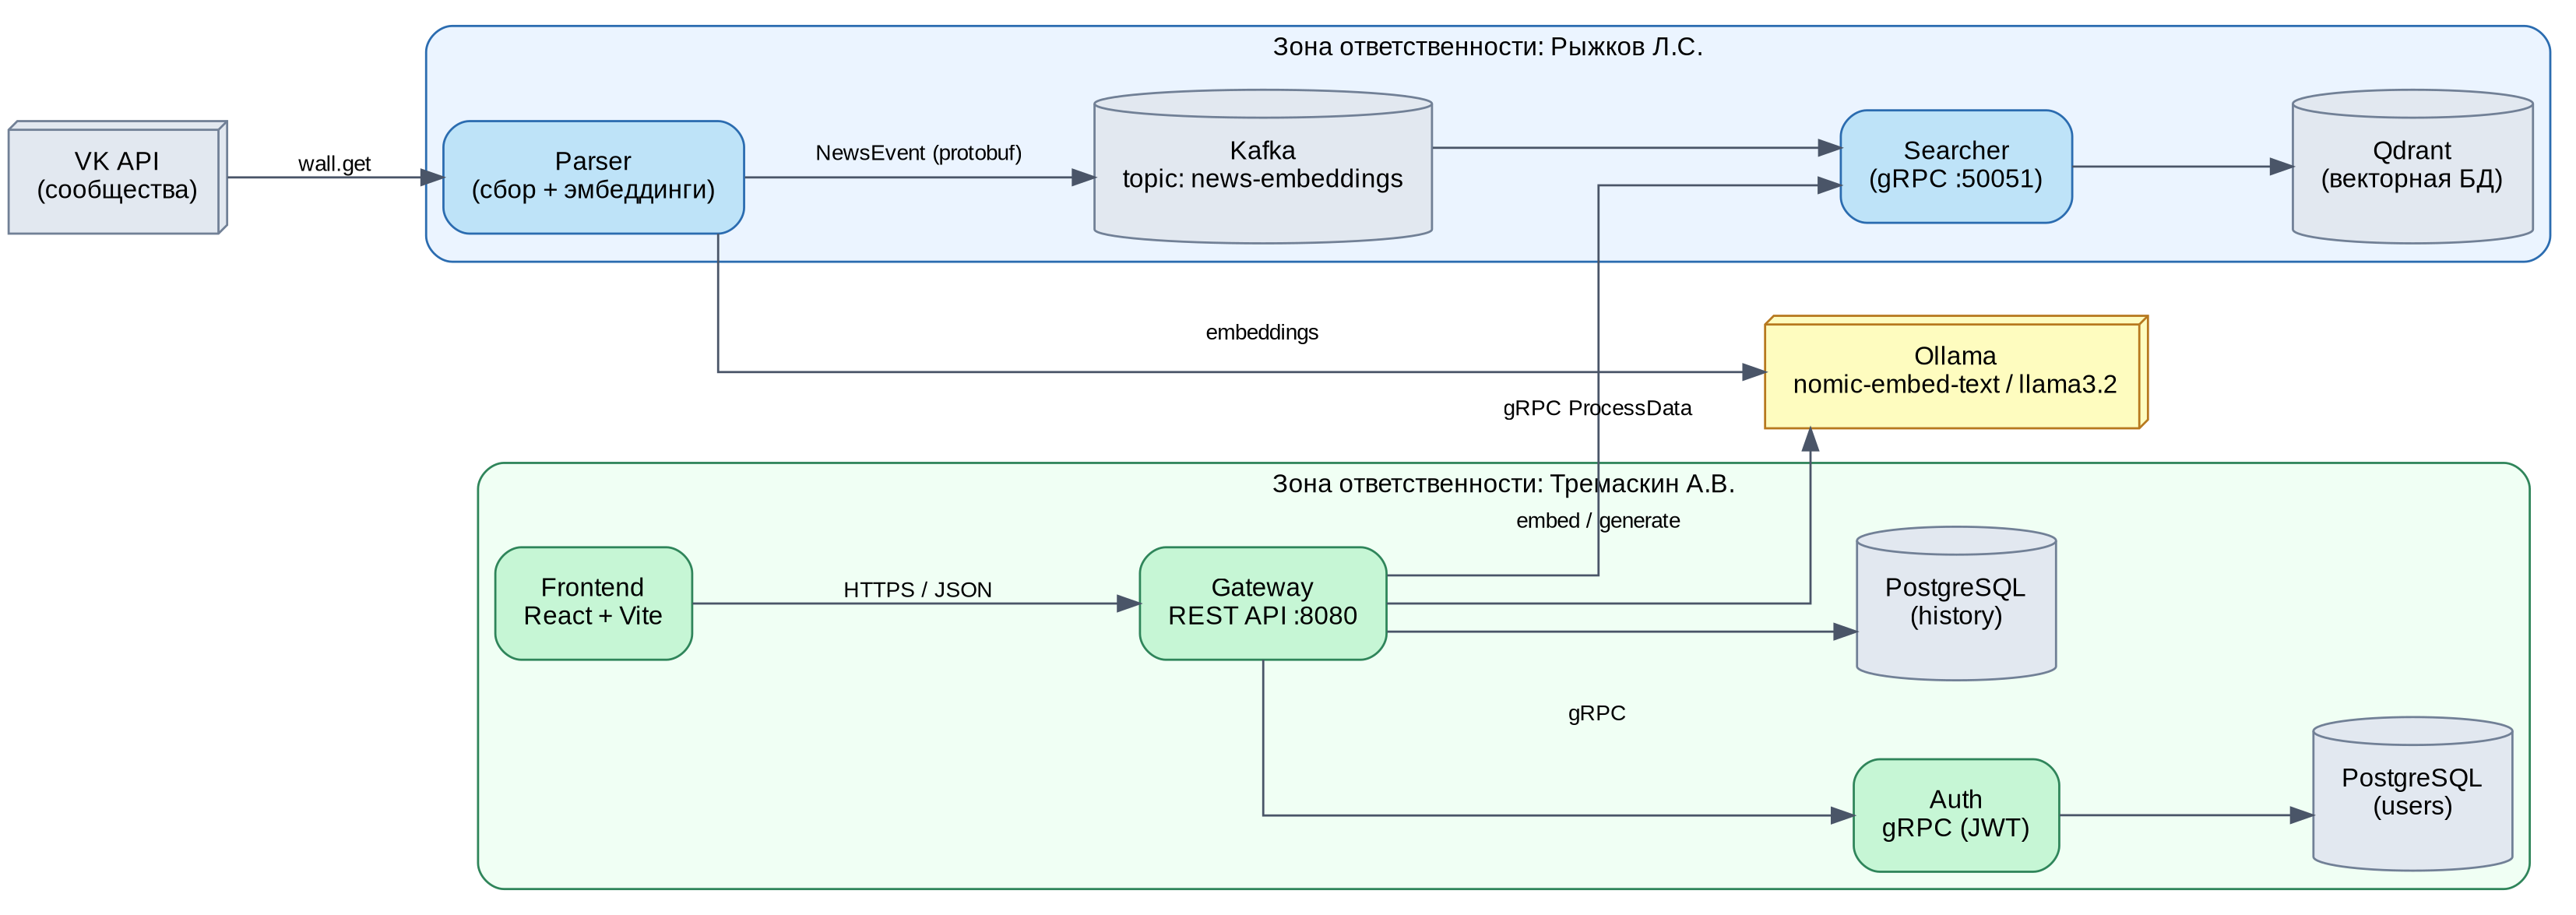 Зона ответственности: Рыжков Л.С.
VK API
(сообщества)
wall.get
Parser
(сбор + эмбеддинги)
NewsEvent (protobuf)
Kafka
topic: news-embeddings
Searcher
(gRPC :50051)
Qdrant
(векторная БД)
embeddings
Ollama
nomic-embed-text / llama3.2
gRPC ProcessData
Зона ответственности: Тремаскин А.В.
embed / generate
Frontend
React + Vite
HTTPS / JSON
Gateway
REST API :8080
PostgreSQL
(history)
gRPC
Auth
gRPC (JWT)
PostgreSQL
(users)